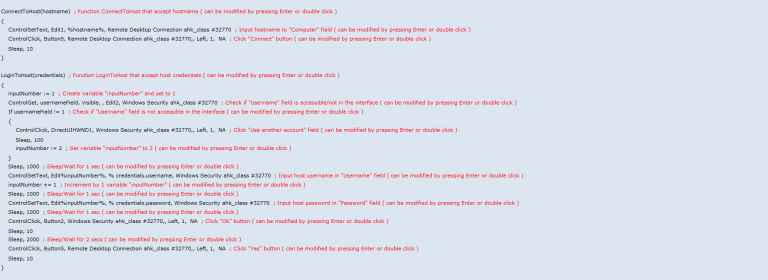 ConnectToHost(hostname) ; Function ConnectToHost that accept hostname ( can be modified by pressing Enter or double click )
{
ControlSetText, Edit1, %hostname%, Remote Desktop Connection ahk_class #32770 ; Input hostname to "Computer" field ( can be modified by pressing Enter or double click )
ControlClick, Button5, Remote Desktop Connection ahk_class #32770,, Left, 1, NA ; Click "Connect" button ( can be modified by pressing Enter or double click )
Sleep, 10
}
LoginToHost(credentials) ; Function LoginToHost that accept host credenitals ( can be modified by pressing Enter or double click )
{
inputNumber := 1 ; Create variable "inputNumber" and set to 1
ControlGet, usernameField, Visible, , Edit2, Windows Security ahk_class #32770 ; Check if "Username" field is accessible/not in the interface ( can be modified by pressing Enter or double click )
If usernameField != 1 ; Check if "Username" field is not accessible in the interface ( can be modified by pressing Enter or double click )
{
ControlClick, DirectUIHWND1, Windows Security ahk_class #32770,, Left, 1, NA ; Click "Use another account" field ( can be modified by pressing Enter or double click )
Sleep, 100
inputNumber := 2 ; Set variable "inputNumber" to 2 ( can be modified by pressing Enter or double click )
}
Sleep, 1000 ; Sleep/Wait for 1 sec ( can be modified by pressing Enter or double click )
ControlSetText, Edit%inputNumber%, % credentials.username, Windows Security ahk_class #32770 ; Input host username in "Username" field ( can be modified by pressing Enter or double click )
inputNumber += 1 ; Increment by 1 variable "inputNumber" ( can be modified by pressing Enter or double click )
Sleep, 1000 ; Sleep/Wait for 1 sec ( can be modified by pressing Enter or double click )
ControlSetText, Edit%inputNumber%, % credentials.password, Windows Security ahk_class #32770 ; Input host password in "Password" field ( can be modified by pressing Enter or double click )
Sleep, 1000 ; Sleep/Wait for 1 sec ( can be modified by pressing Enter or double click )
ControlClick, Button2, Windows Security ahk_class #32770,, Left, 1, NA ; Click "Ok" button ( can be modified by pressing Enter or double click )
Sleep, 10
Sleep, 2000 ; Sleep/Wait for 2 secs ( can be modified by pressing Enter or double click )
ControlClick, Button5, Remote Desktop Connection ahk_class #32770,, Left, 1, NA ; Click "Yes" button ( can be modified by pressing Enter or double click )
Sleep, 10
}